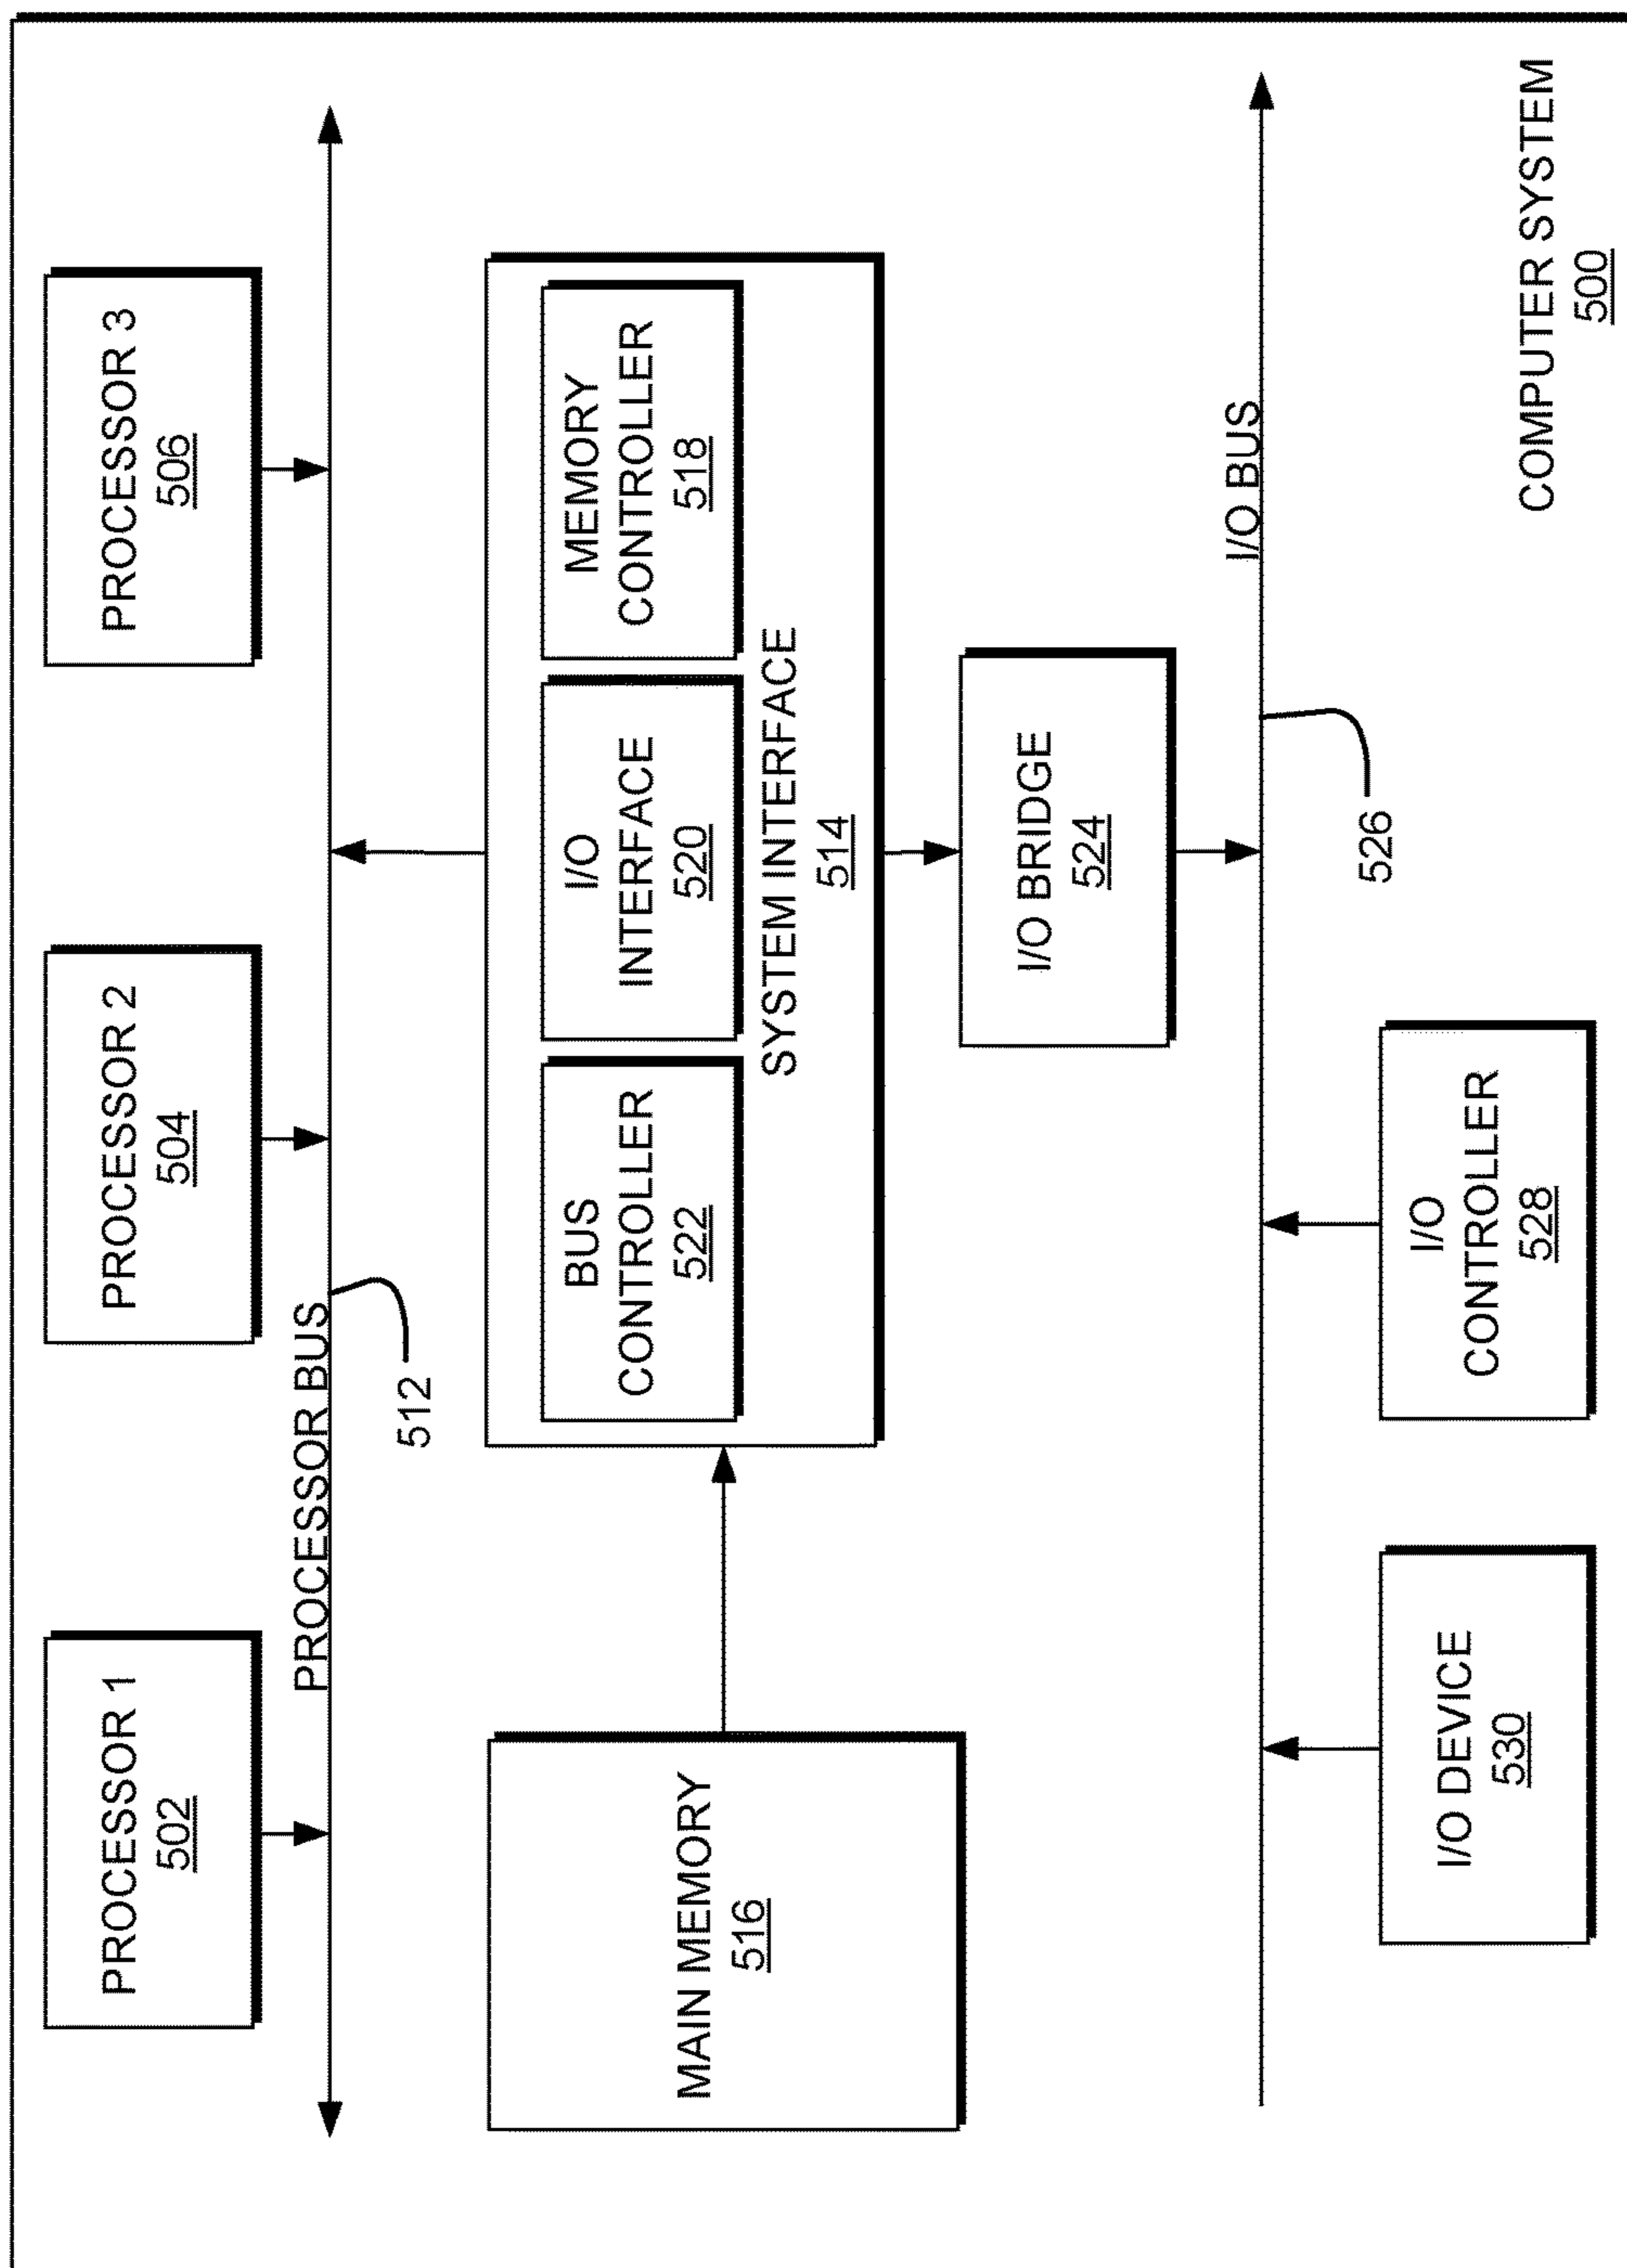 PROCESSOR 1
502
PROCESSOR 2
504
PROCESSOR 3
506
PROCESSOR BUS
512
MAIN MEMORY
516
BUS
CONTROLLER
522
I/O
INTERFACE
520
MEMORY
CONTROLLER
518
SYSTEM INTERFACE
514
I/O BRIDGE
524
I/O BUS
526
I/O DEVICE
530
I/O
CONTROLLER
528
COMPUTER SYSTEM
500